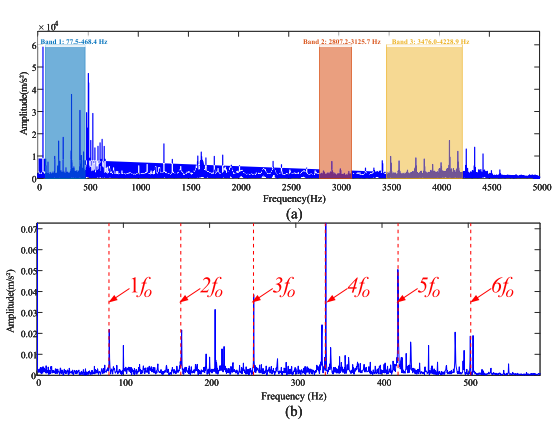 × 10⁴
Band 1: 77.5-468.4 Hz
Band 2: 2807.2-3125.7 Hz
Band 3: 3476.0-4228.9 Hz
6
5
4
3
2
1
0
Amplitude(m/s²)
0 500 1000 1500 2000 2500 3000 3500 4000 4500 5000
Frequency(Hz)
(a)
0.07
0.06
0.05
0.04
0.03
0.02
0.01
0
Amplitude(m/s²)
1fo 2fo 3fo 4fo 5fo 6fo
0 100 200 300 400 500
Frequency (Hz)
(b)